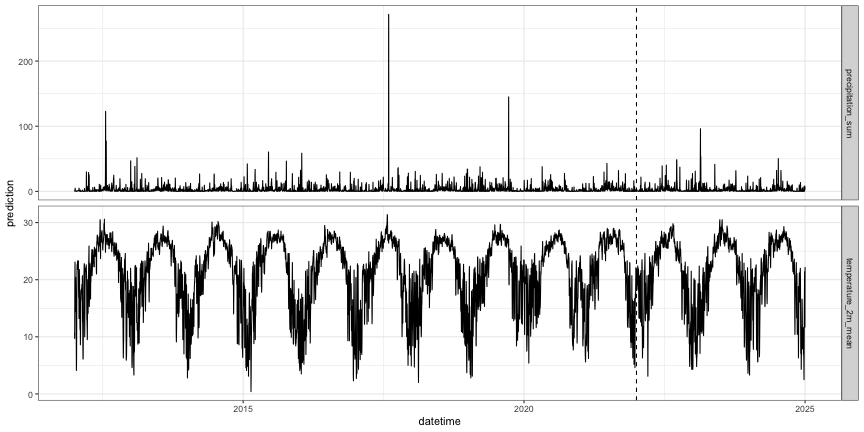 200
100
0
precipitation_sum
prediction
30
20
10
0
temperature_2m_mean
2015
2020
2025
datetime